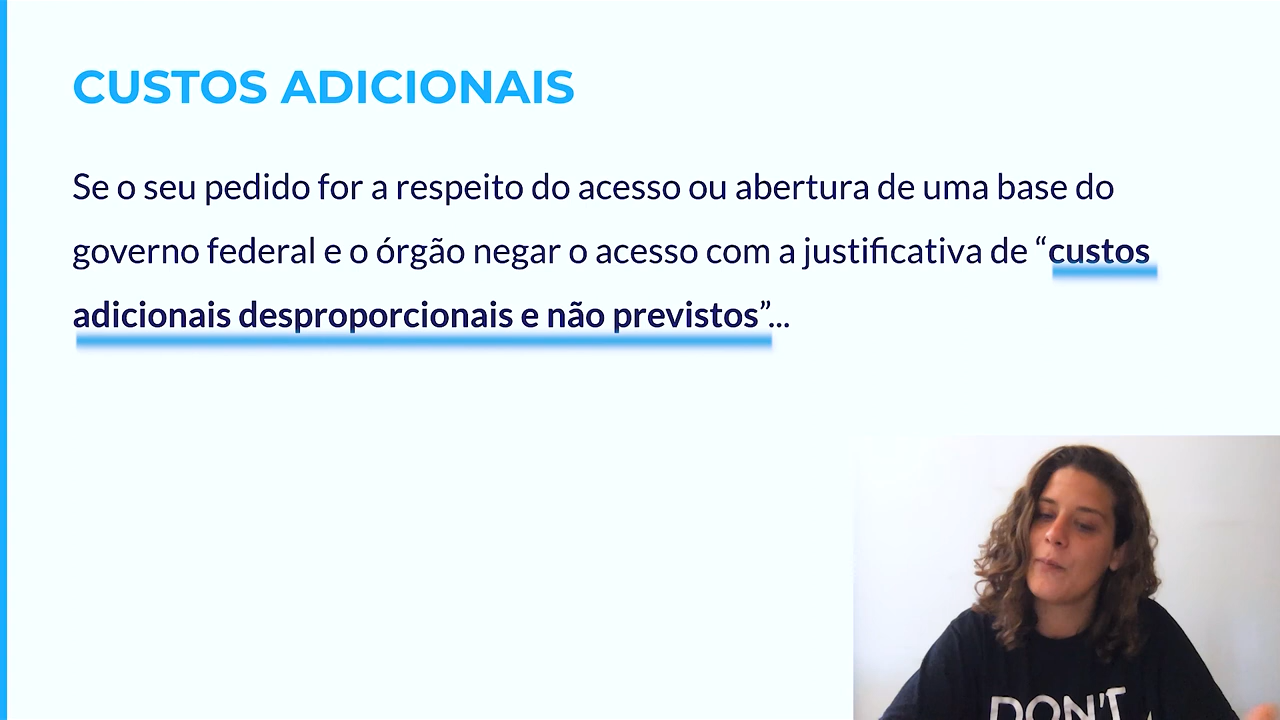 CUSTOS ADICIONAIS
Se o seu pedido for a respeito do acesso ou abertura de uma base do
governo federal e o órgão negar o acesso com a justificativa de “custos
adicionais desproporcionais e não previstos”...
DON'T